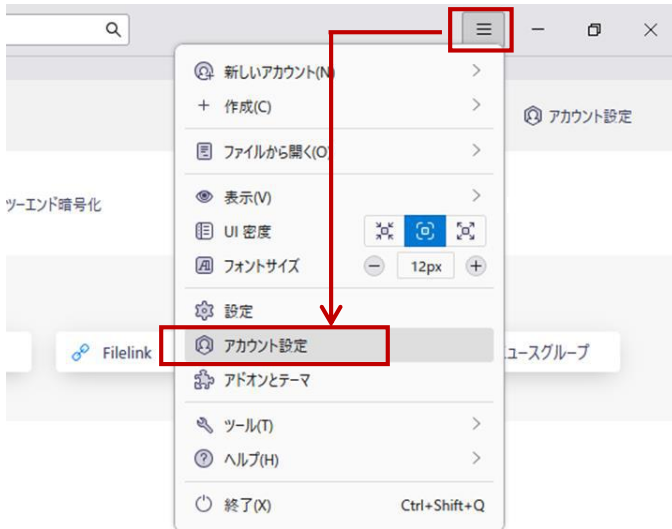 新しいアカウント(N)
作成(C)
アカウント設定
ファイルから開く(O)
表示(V)
ツーエンド暗号化
UI 密度
フォントサイズ
12px
設定
アカウント設定
Filelink
ュースグループ
アドオンとテーマ
ツール(T)
ヘルプ(H)
終了(X) Ctrl+Shift+Q